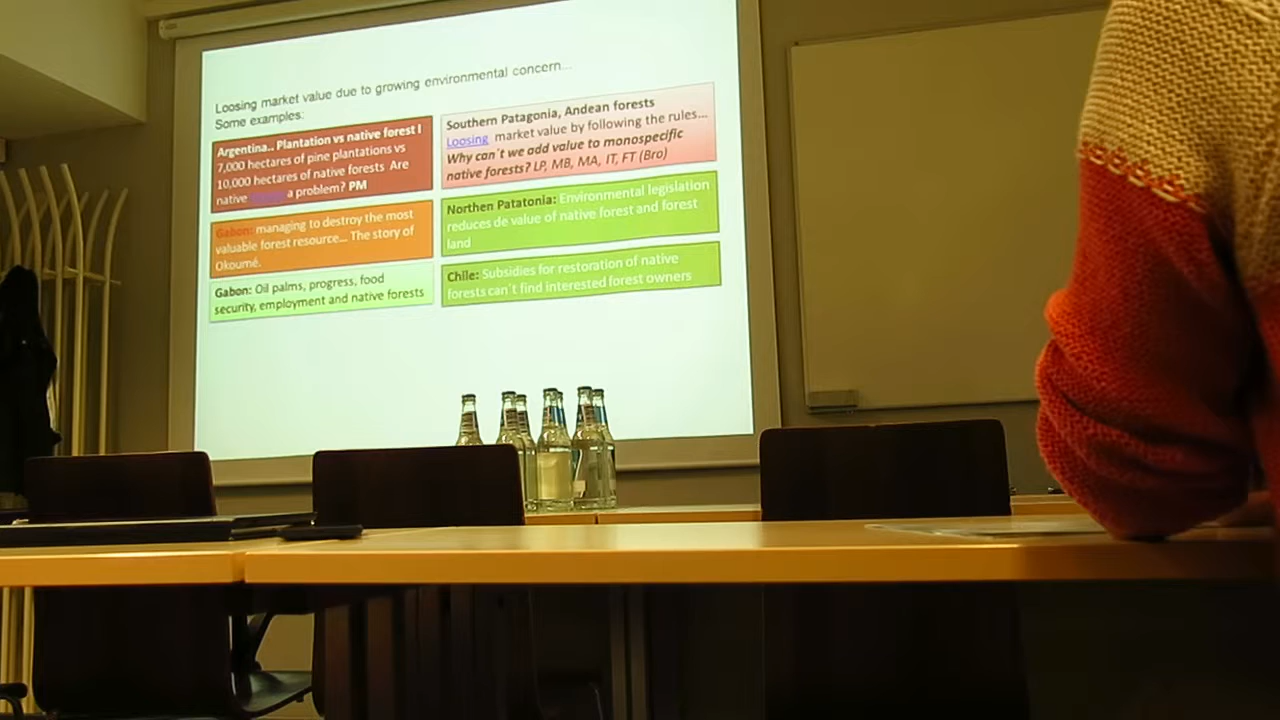 Loosing market value due to growing environmental concern...
Some examples:
Argentina.. Plantation vs native forest I
7,000 hectares of pine plantations vs
10,000 hectares of native forests Are
native a problem? PM
Gabon: managing to destroy the most
valuable forest resource... The story of
Okoumé.
Gabon: Oil palms, progress, food
security, employment and native forests
Southern Patagonia, Andean forests
Loosing market value by following the rules...
Why can´t we add value to monospecific
native forests? LP, MB, MA, IT, FT (Bro)
Northen Patatonia: Environmental legislation
reduces de value of native forest and forest
land
Chile: Subsidies for restoration of native
forests can´t find interested forest owners